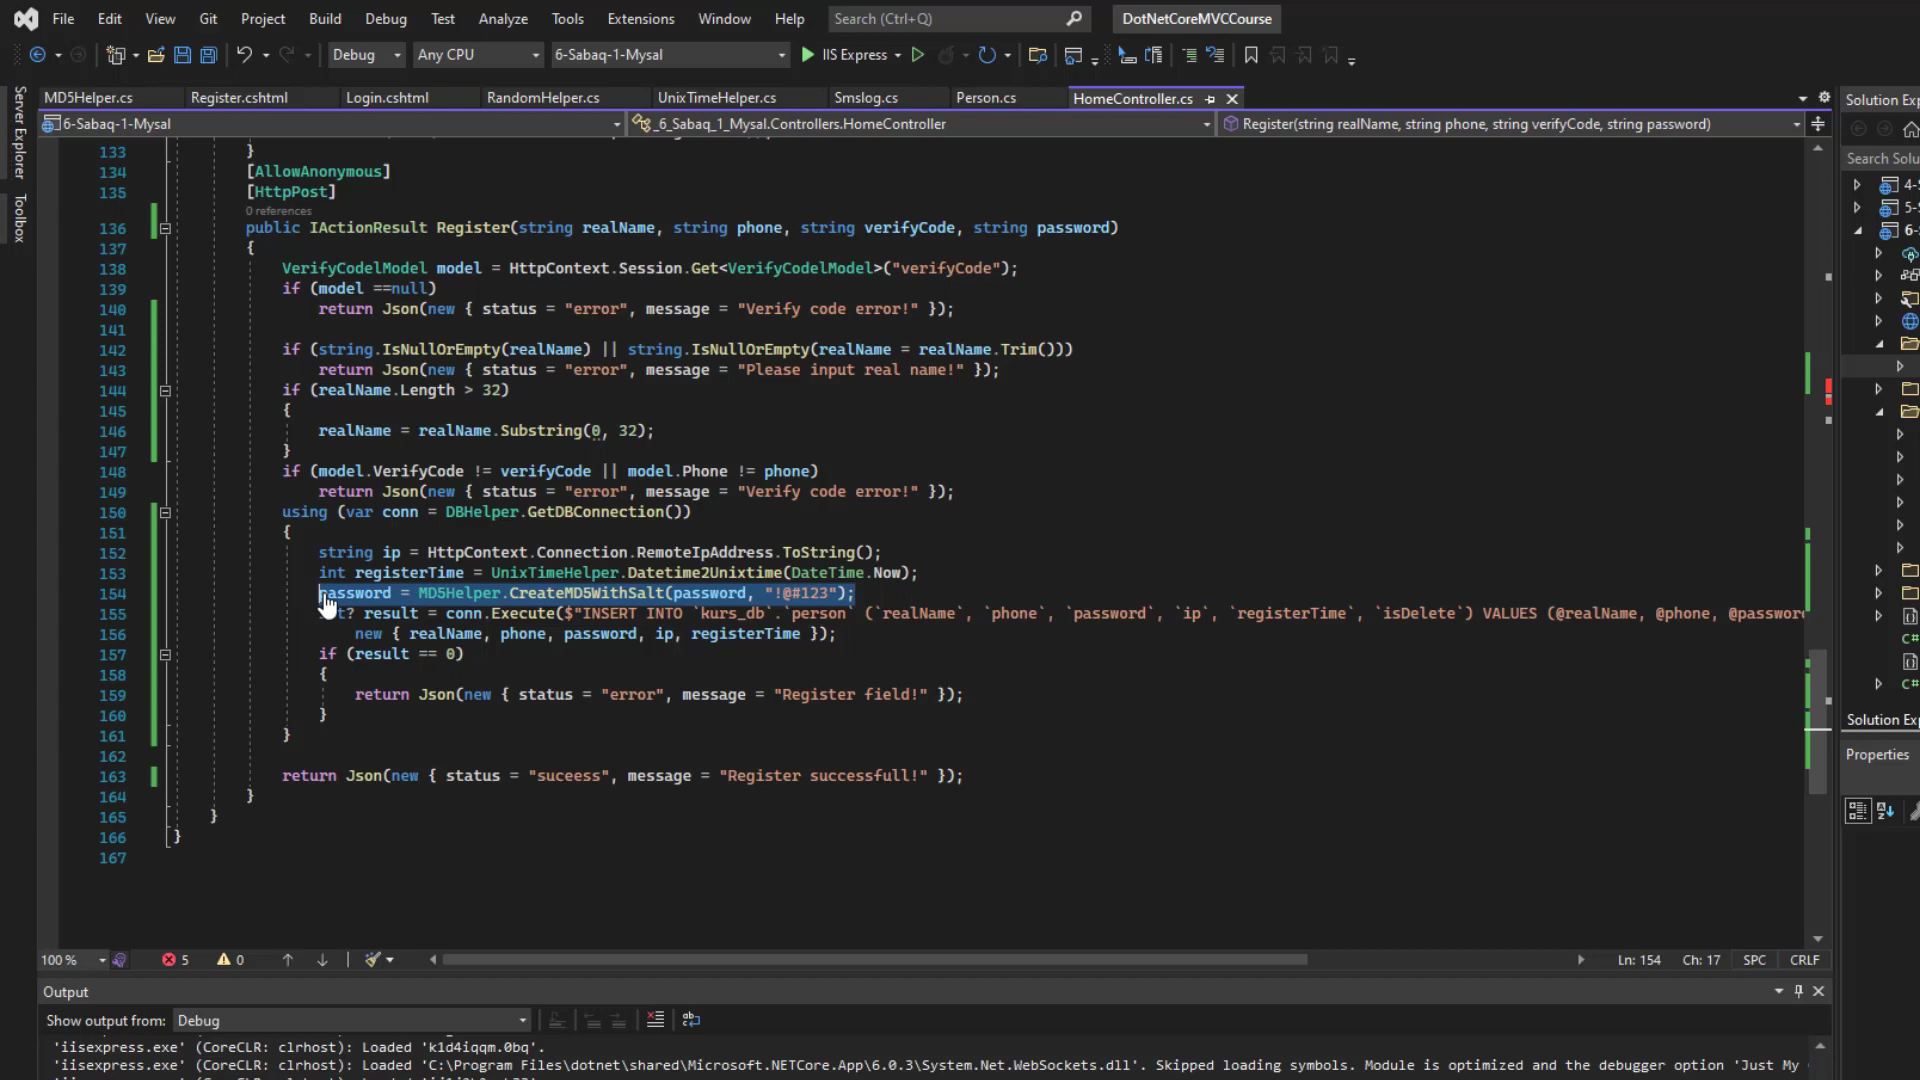 File Edit View Git Project Build Debug Test Analyze Tools Extensions Window Help Search (Ctrl+Q) DotNetCoreMVCCourse
Debug Any CPU 6-Sabaq-1-Mysal IIS Express
MD5Helper.cs Register.cshtml Login.cshtml RandomHelper.cs UnixTimeHelper.cs Smslog.cs Person.cs HomeController.cs
6-Sabaq-1-Mysal _6_Sabaq_1_Mysal.Controllers.HomeController Register(string realName, string phone, string verifyCode, string password)
Server Explorer
Toolbox
133 }
134 [AllowAnonymous]
135 [HttpPost]
0 references
136 public IActionResult Register(string realName, string phone, string verifyCode, string password)
137 {
138 VerifyCodelModel model = HttpContext.Session.Get<VerifyCodelModel>("verifyCode");
139 if (model ==null)
140 return Json(new { status = "error", message = "Verify code error!" });
141
142 if (string.IsNullOrEmpty(realName) || string.IsNullOrEmpty(realName = realName.Trim()))
143 return Json(new { status = "error", message = "Please input real name!" });
144 if (realName.Length > 32)
145 {
146 realName = realName.Substring(0, 32);
147 }
148 if (model.VerifyCode != verifyCode || model.Phone != phone)
149 return Json(new { status = "error", message = "Verify code error!" });
150 using (var conn = DBHelper.GetDBConnection())
151 {
152 string ip = HttpContext.Connection.RemoteIpAddress.ToString();
153 int registerTime = UnixTimeHelper.Datetime2Unixtime(DateTime.Now);
154 password = MD5Helper.CreateMD5WithSalt(password, "!@#123");
155 t? result = conn.Execute($"INSERT INTO `kurs_db`.`person` (`realName`, `phone`, `password`, `ip`, `registerTime`, `isDelete`) VALUES (@realName, @phone, @passwor
156 new { realName, phone, password, ip, registerTime });
157 if (result == 0)
158 {
159 return Json(new { status = "error", message = "Register field!" });
160 }
161 }
162
163 return Json(new { status = "suceess", message = "Register successfull!" });
164 }
165 }
166 }
167
100 % 5 0 Ln: 154 Ch: 17 SPC CRLF
Output
Show output from: Debug
'iisexpress.exe' (CoreCLR: clrhost): Loaded 'k1d4iqqm.0bq'.
'iisexpress.exe' (CoreCLR: clrhost): Loaded 'C:\Program Files\dotnet\shared\Microsoft.NETCore.App\6.0.3\System.Net.WebSockets.dll'. Skipped loading symbols. Module is optimized and the debugger option 'Just My
Solution Exp
Search Solu
4-S
5-S
6-S
Solution Exp
Properties